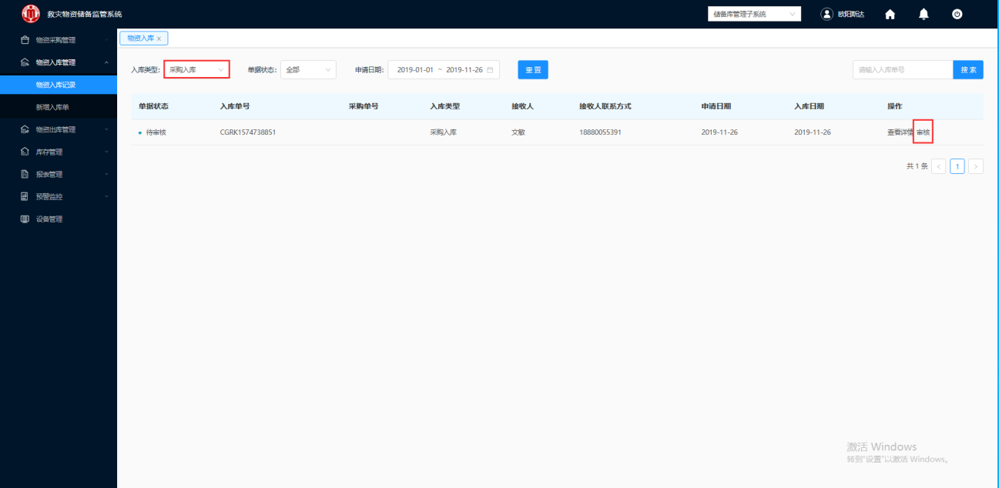 救灾物资储备监管系统
储备库管理子系统
欧阳斯达
物资采购管理
物资入库管理
物资入库记录
新增入库单
物资出库管理
库存管理
报表管理
预警监控
设备管理
物资入库 ×
入库类型: 采购入库 单据状态: 全部 申请日期: 2019-01-01 ~ 2019-11-26 重置 请输入入库单号 搜索
单据状态 入库单号 采购单号 入库类型 接收人 接收人联系方式 申请日期 入库日期 操作
待审核 CGRK1574738851 采购入库 文敏 18880055391 2019-11-26 2019-11-26 查看详情 审核
共 1 条 < 1 >
激活 Windows
转到"设置"以激活 Windows。